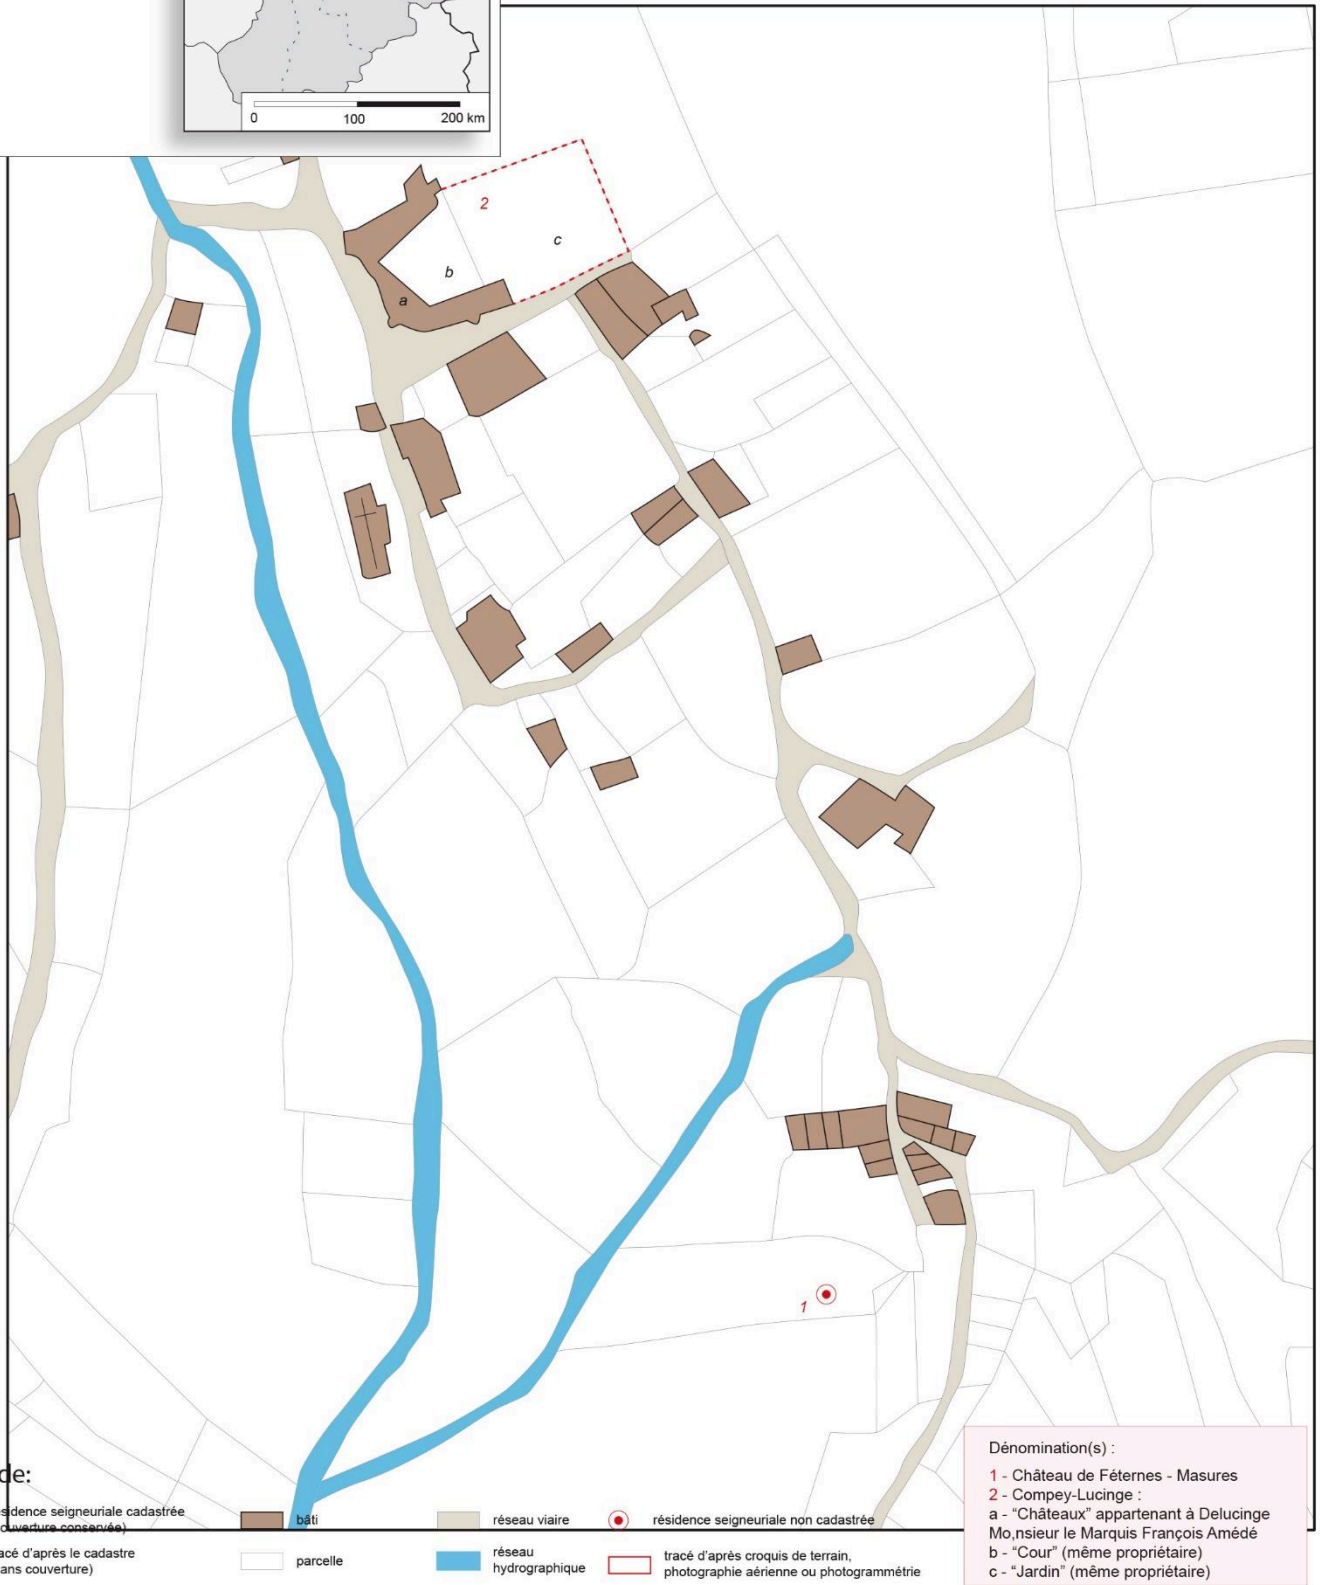 0 100 200 km
2
c
b
a
1
de:
sidence seigneuriale cadastrée
ouverture conservée)
acé d'après le cadastre
ans couverture)
bâti
parcelle
réseau viaire
réseau
hydrographique
résidence seigneuriale non cadastrée
tracé d'après croquis de terrain,
photographie aérienne ou photogrammétrie
Dénomination(s) :
1 - Château de Féternes - Masures
2 - Compey-Lucinge :
a - "Châteaux" appartenant à Delucinge
Mo,nsieur le Marquis François Amédé
b - "Cour" (même propriétaire)
c - "Jardin" (même propriétaire)